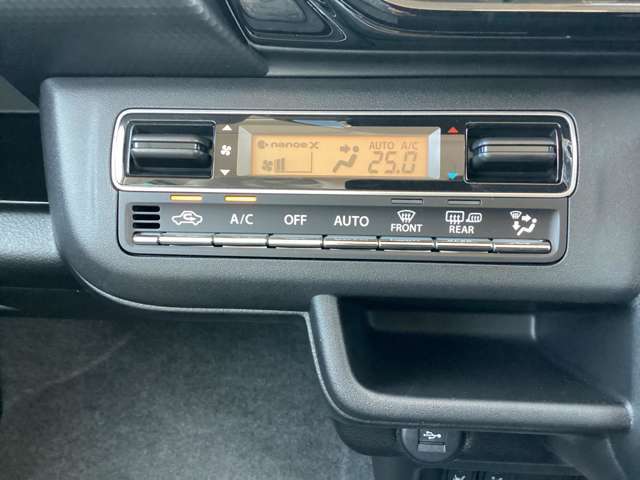 nanoe X AUTO A/C
25.0
A/C OFF AUTO FRONT REAR